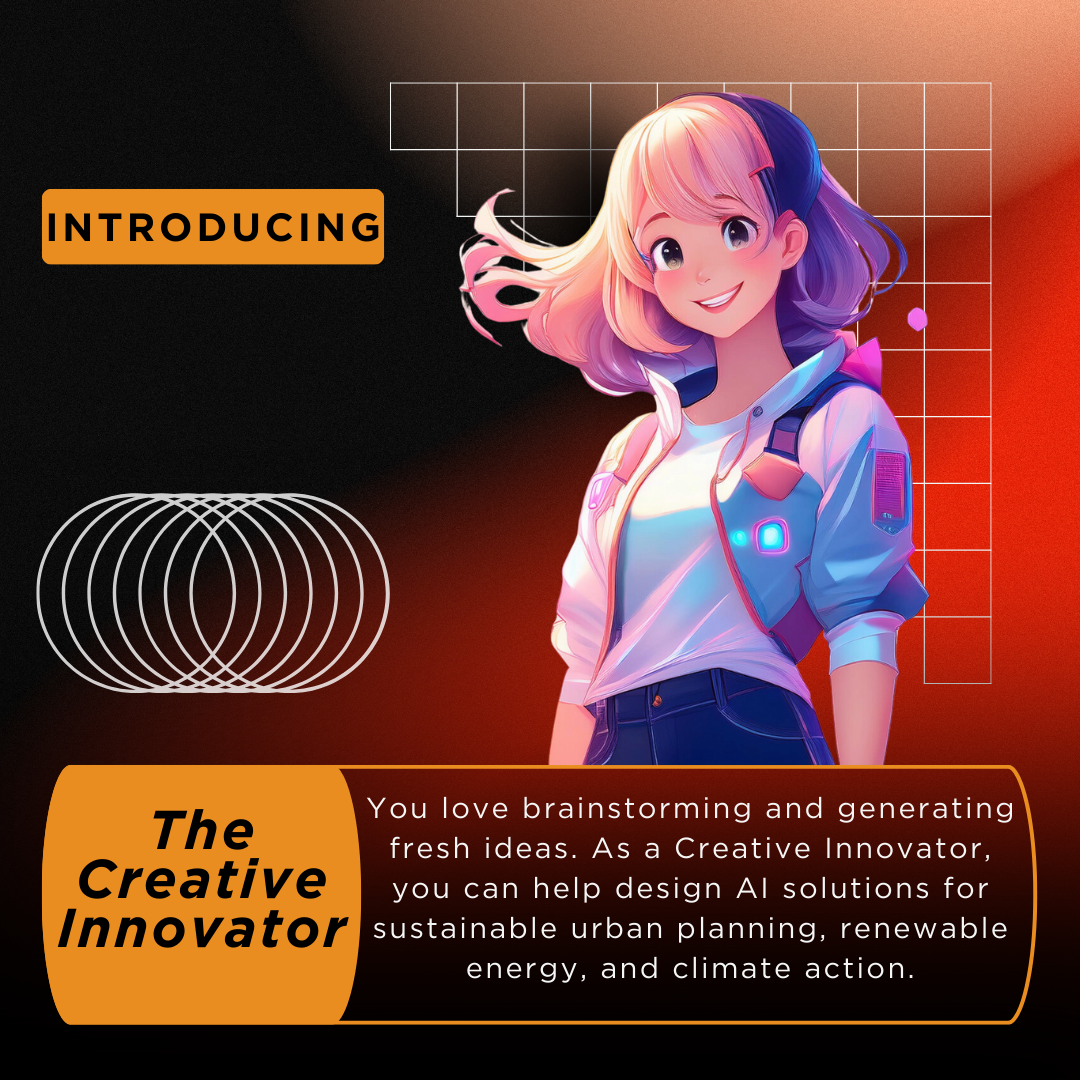 INTRODUCING
The
Creative
Innovator
You love brainstorming and generating
fresh ideas. As a Creative Innovator,
you can help design AI solutions for
sustainable urban planning, renewable
energy, and climate action.